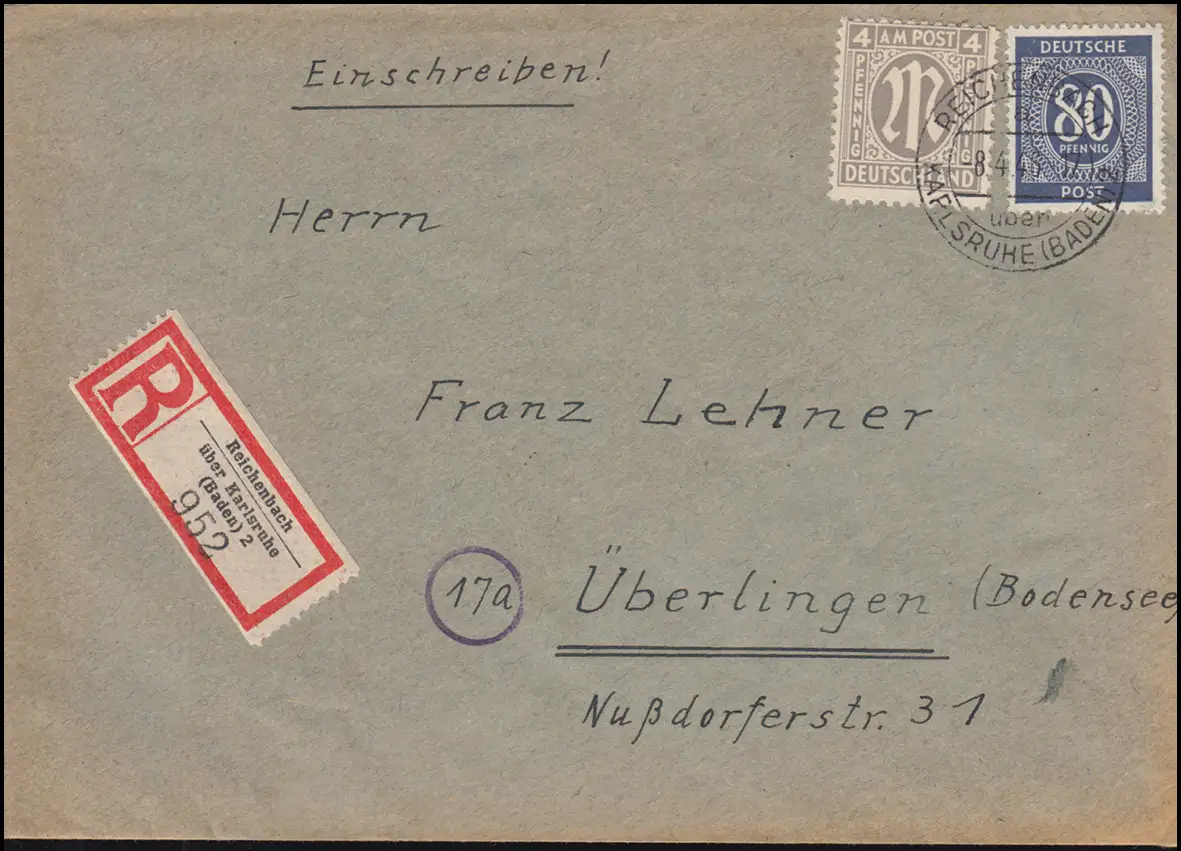 Einschreiben!
4 AM POST 4
PFENNIG
PFENNIG
DEUTSCHLAND
DEUTSCHE
80
PFENNIG
POST
über
KARLSRUHE (BADEN)
Herrn
Franz Lehner
R
Reichenbach
über Karlsruhe
(Baden) 2
952
17a Überlingen (Bodensee)
Nußdorferstr. 31